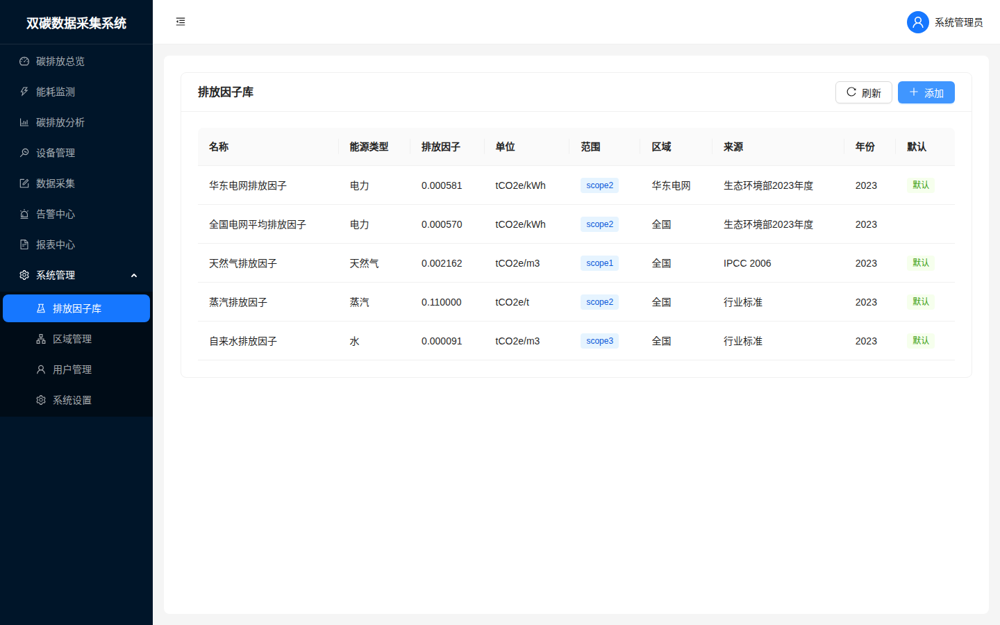 双碳数据采集系统
系统管理员
碳排放总览
能耗监测
碳排放分析
设备管理
数据采集
告警中心
报表中心
系统管理
排放因子库
区域管理
用户管理
系统设置
排放因子库
刷新 添加
名称 能源类型 排放因子 单位 范围 区域 来源 年份 默认
华东电网排放因子 电力 0.000581 tCO2e/kWh scope2 华东电网 生态环境部2023年度 2023 默认
全国电网平均排放因子 电力 0.000570 tCO2e/kWh scope2 全国 生态环境部2023年度 2023
天然气排放因子 天然气 0.002162 tCO2e/m3 scope1 全国 IPCC 2006 2023 默认
蒸汽排放因子 蒸汽 0.110000 tCO2e/t scope2 全国 行业标准 2023 默认
自来水排放因子 水 0.000091 tCO2e/m3 scope3 全国 行业标准 2023 默认